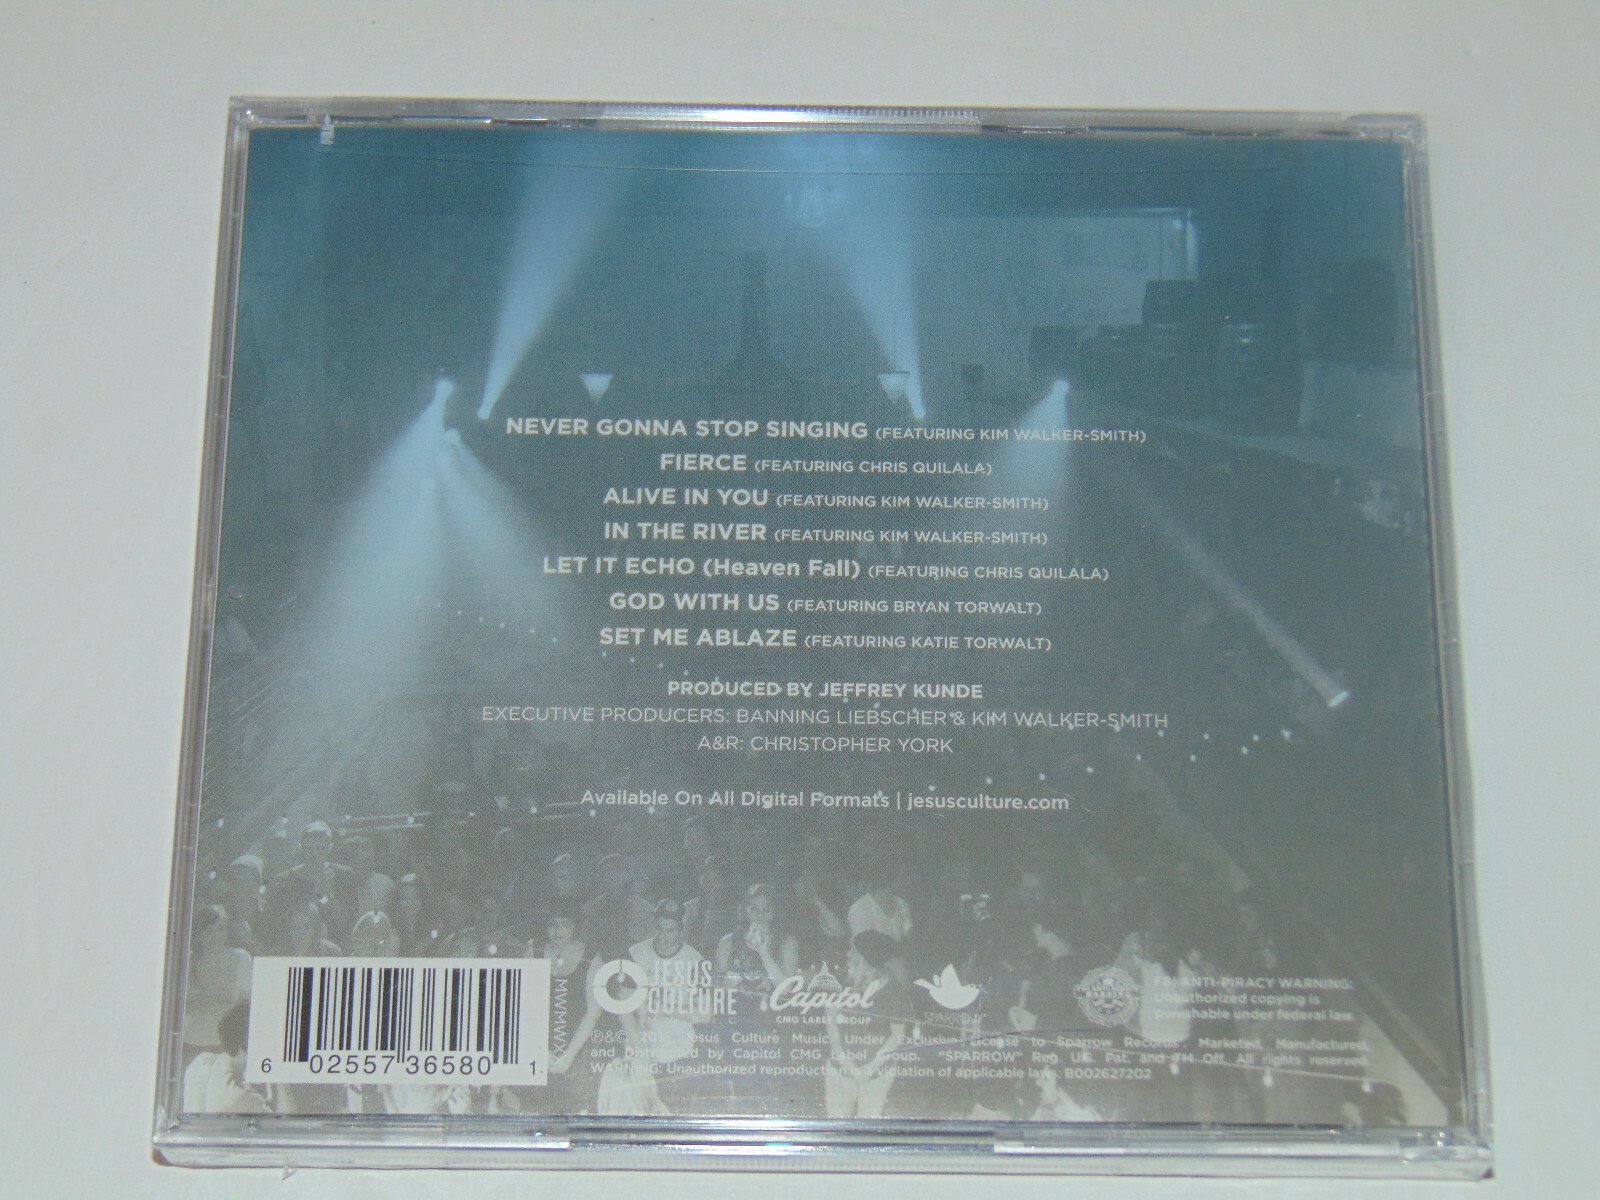 NEVER GONNA STOP SINGING (FEATURING KIM WALKER-SMITH)
FIERCE (FEATURING CHRIS QUILALA)
ALIVE IN YOU (FEATURING KIM WALKER-SMITH)
IN THE RIVER (FEATURING KIM WALKER-SMITH)
LET IT ECHO (Heaven Fall) (FEATURING CHRIS QUILALA)
GOD WITH US (FEATURING BRYAN TORWALT)
SET ME ABLAZE (FEATURING KATIE TORWALT)
PRODUCED BY JEFFREY KUNDE
EXECUTIVE PRODUCERS: BANNING LIEBSCHER & KIM WALKER-SMITH
A&R: CHRISTOPHER YORK
Available On All Digital Formats | jesusculture.com
6 02557 36580 1
MWMWX
JESUS
CULTURE
MUSIC
Capitol
CMG LABEL GROUP
SPARROW
FBI ANTI-PIRACY WARNING:
Unauthorized copying is
punishable under federal law.
℗&© 2016 Jesus Culture Music Under Exclusive License to Sparrow Records. Marketed, Manufactured,
and Distributed by Capitol CMG Label Group. "SPARROW" Reg. U.S. Pat. and TM Off. All rights reserved.
WARNING: Unauthorized reproduction is a violation of applicable laws. B002627202